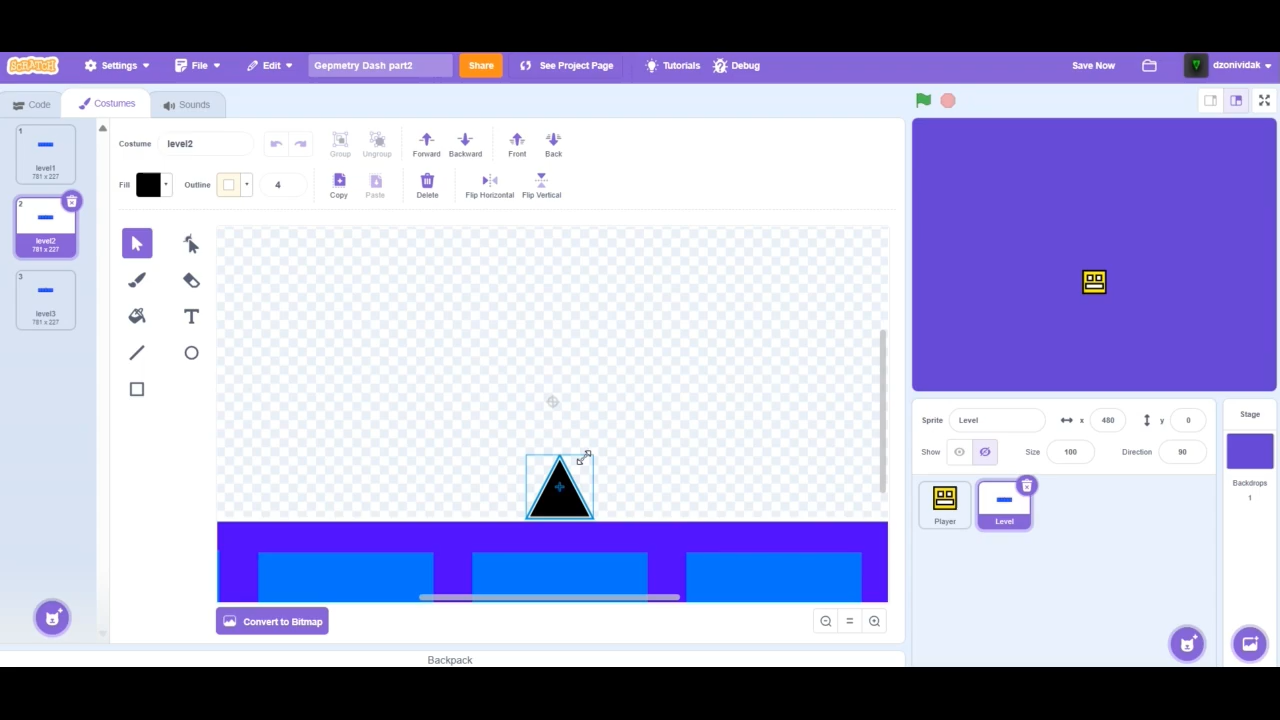 SCRATCH Settings File Edit Gepmetry Dash part2 Share See Project Page Tutorials Debug Save Now dzonividak
Code Costumes Sounds
1
level1
781 x 227
2
level2
781 x 227
3
level3
781 x 227
Costume level2 Group Ungroup Forward Backward Front Back
Fill Outline 4 Copy Paste Delete Flip Horizontal Flip Vertical
T
Convert to Bitmap
Backpack
Sprite Level x 480 y 0
Show Size 100 Direction 90
Player
Level
Stage
Backdrops
1